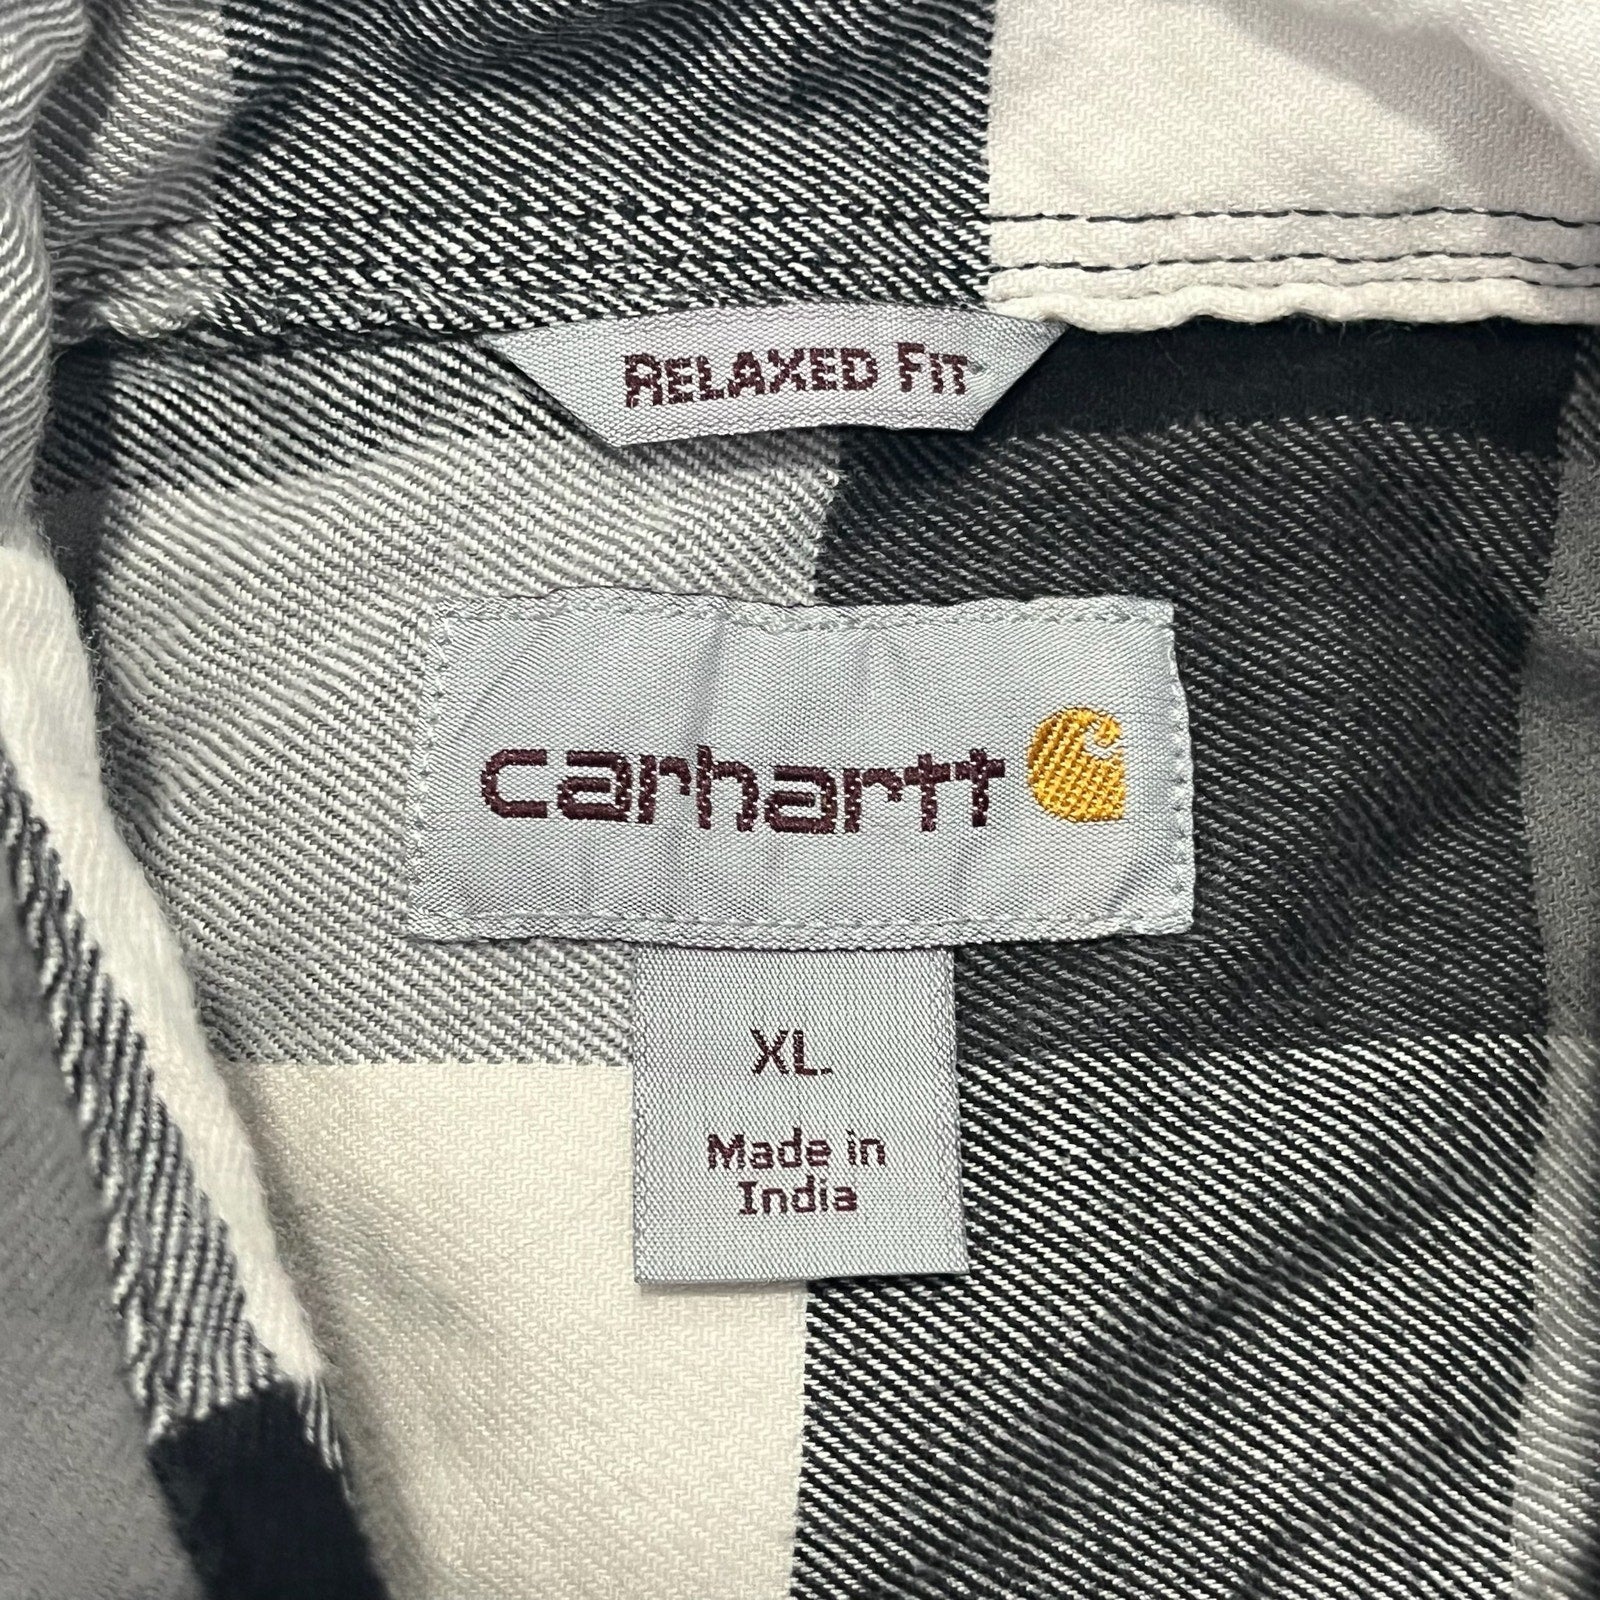 RELAXED FIT
carhartt
XL
Made in
India